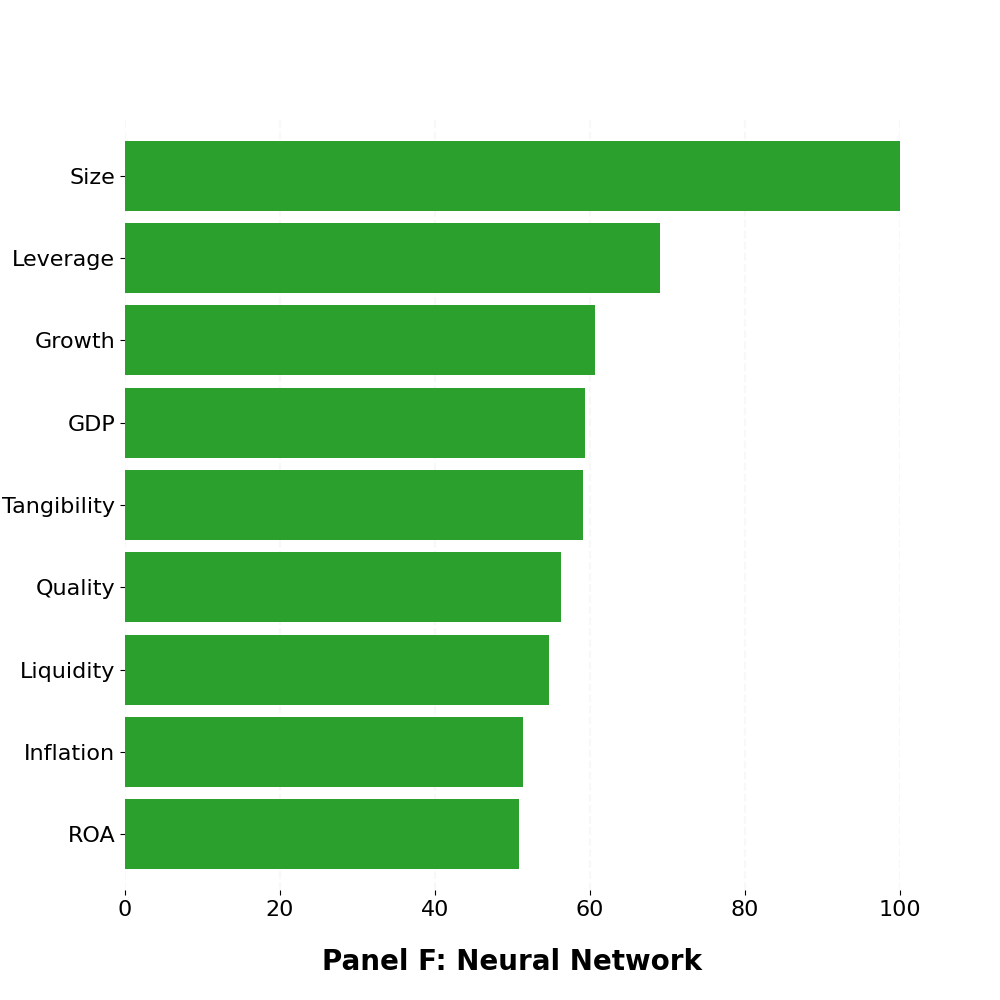 Size
Leverage
Growth
GDP
Tangibility
Quality
Liquidity
Inflation
ROA
0 20 40 60 80 100
Panel F: Neural Network